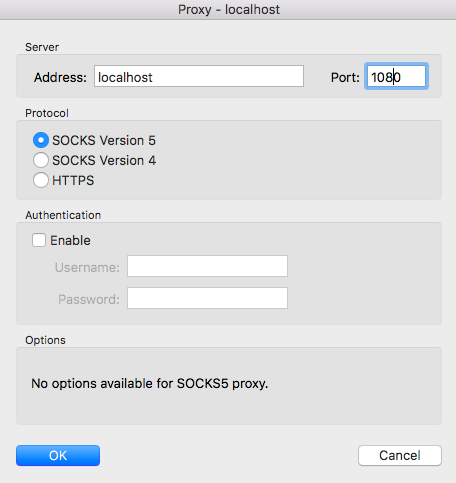 Proxy - localhost
Server
Address: localhost Port: 1080
Protocol
SOCKS Version 5
SOCKS Version 4
HTTPS
Authentication
Enable
Username:
Password:
Options
No options available for SOCKS5 proxy.
OK Cancel